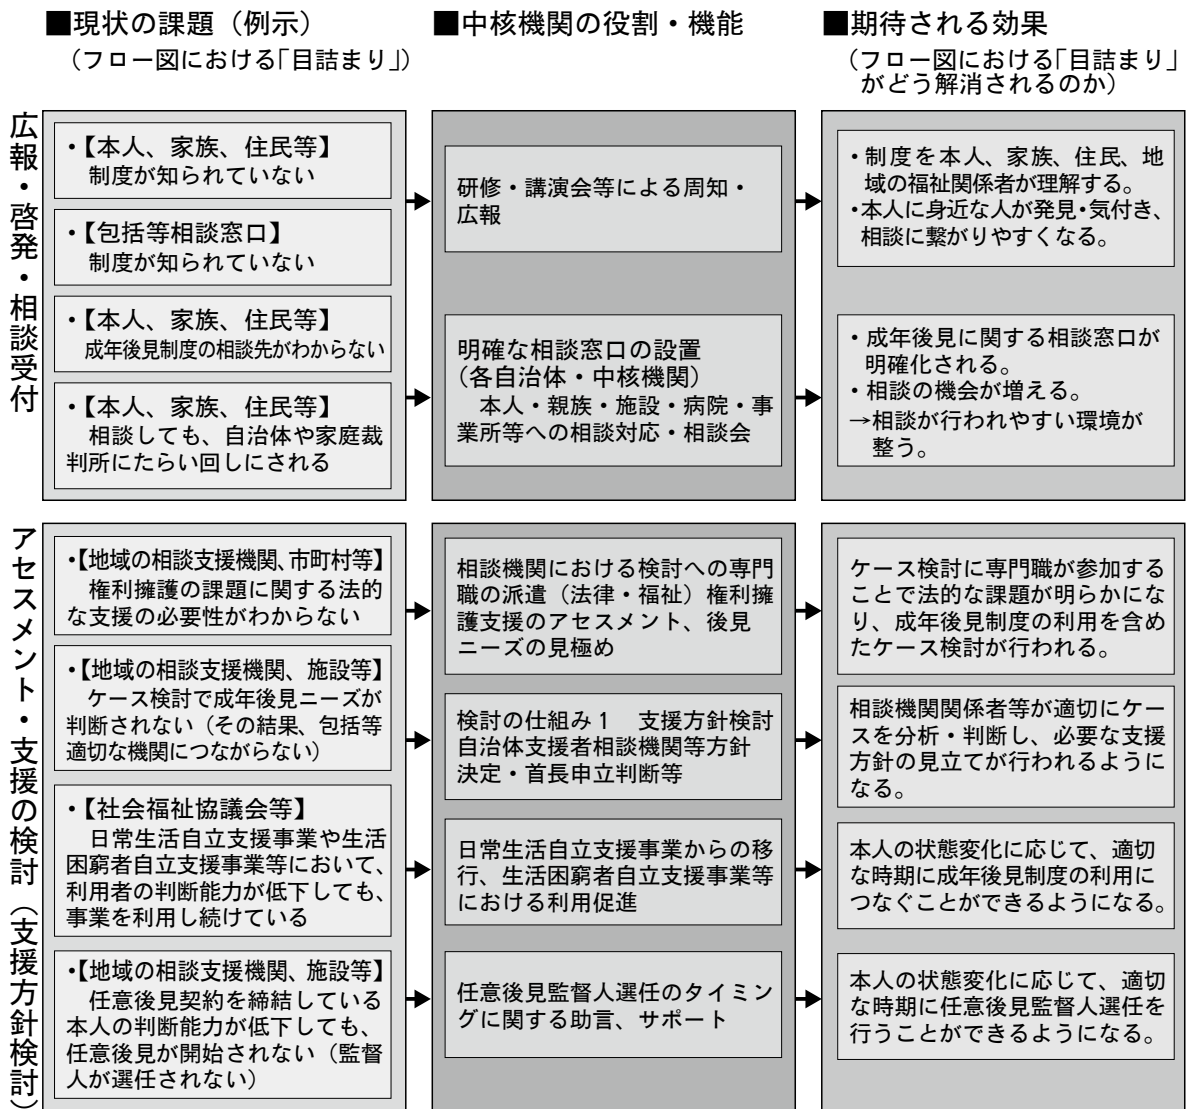 ■現状の課題（例示）
（フロー図における「目詰まり」）
■中核機関の役割・機能
■期待される効果
（フロー図における「目詰まり」
がどう解消されるのか）
広報・啓発・相談受付
・【本人、家族、住民等】
制度が知られていない
・【包括等相談窓口】
制度が知られていない
研修・講演会等による周知・
広報
・制度を本人、家族、住民、地
域の福祉関係者が理解する。
・本人に身近な人が発見・気付き、
相談に繋がりやすくなる。
・【本人、家族、住民等】
成年後見制度の相談先がわからない
・【本人、家族、住民等】
相談しても、自治体や家庭裁
判所にたらい回しにされる
明確な相談窓口の設置
（各自治体・中核機関）
本人・親族・施設・病院・事
業所等への相談対応・相談会
・成年後見に関する相談窓口が
明確化される。
・相談の機会が増える。
→相談が行われやすい環境が
整う。
アセスメント・支援の検討（支援方針検討）
・【地域の相談支援機関、市町村等】
権利擁護の課題に関する法的
な支援の必要性がわからない
相談機関における検討への専門
職の派遣（法律・福祉）権利擁
護支援のアセスメント、後見
ニーズの見極め
ケース検討に専門職が参加する
ことで法的な課題が明らかにな
り、成年後見制度の利用を含め
たケース検討が行われる。
・【地域の相談支援機関、施設等】
ケース検討で成年後見ニーズが
判断されない（その結果、包括等
適切な機関につながらない）
検討の仕組み１　支援方針検討
自治体支援者相談機関等方針
決定・首長申立判断等
相談機関関係者等が適切にケー
スを分析・判断し、必要な支援
方針の見立てが行われるように
なる。
・【社会福祉協議会等】
日常生活自立支援事業や生活
困窮者自立支援事業等において、
利用者の判断能力が低下しても、
事業を利用し続けている
日常生活自立支援事業からの移
行、生活困窮者自立支援事業等
における利用促進
本人の状態変化に応じて、適切
な時期に成年後見制度の利用に
つなぐことができるようになる。
・【地域の相談支援機関、施設等】
任意後見契約を締結している
本人の判断能力が低下しても、
任意後見が開始されない（監督
人が選任されない）
任意後見監督人選任のタイミン
グに関する助言、サポート
本人の状態変化に応じて、適切
な時期に任意後見監督人選任を
行うことができるようになる。